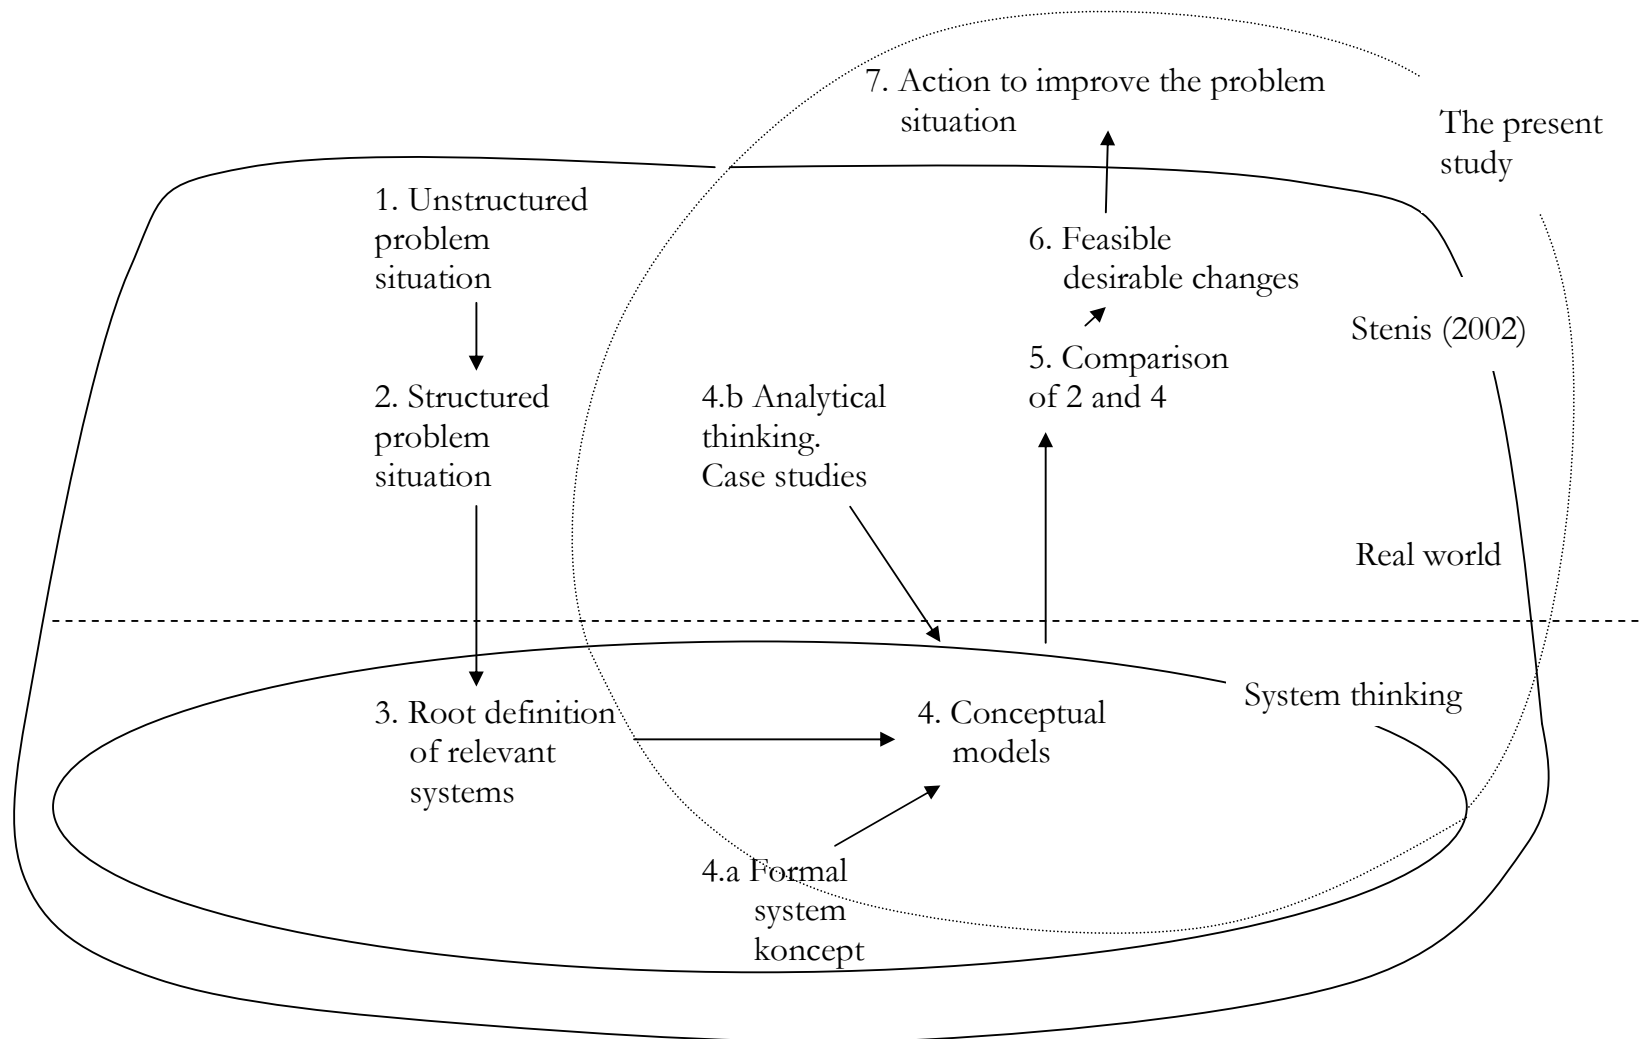 7. Action to improve the problem
situation
The present
study
1. Unstructured
problem
situation
6. Feasible
desirable changes
Stenis (2002)
5. Comparison
of 2 and 4
2. Structured
problem
situation
4.b Analytical
thinking.
Case studies
Real world
System thinking
3. Root definition
of relevant
systems
4. Conceptual
models
4.a Formal
system
koncept